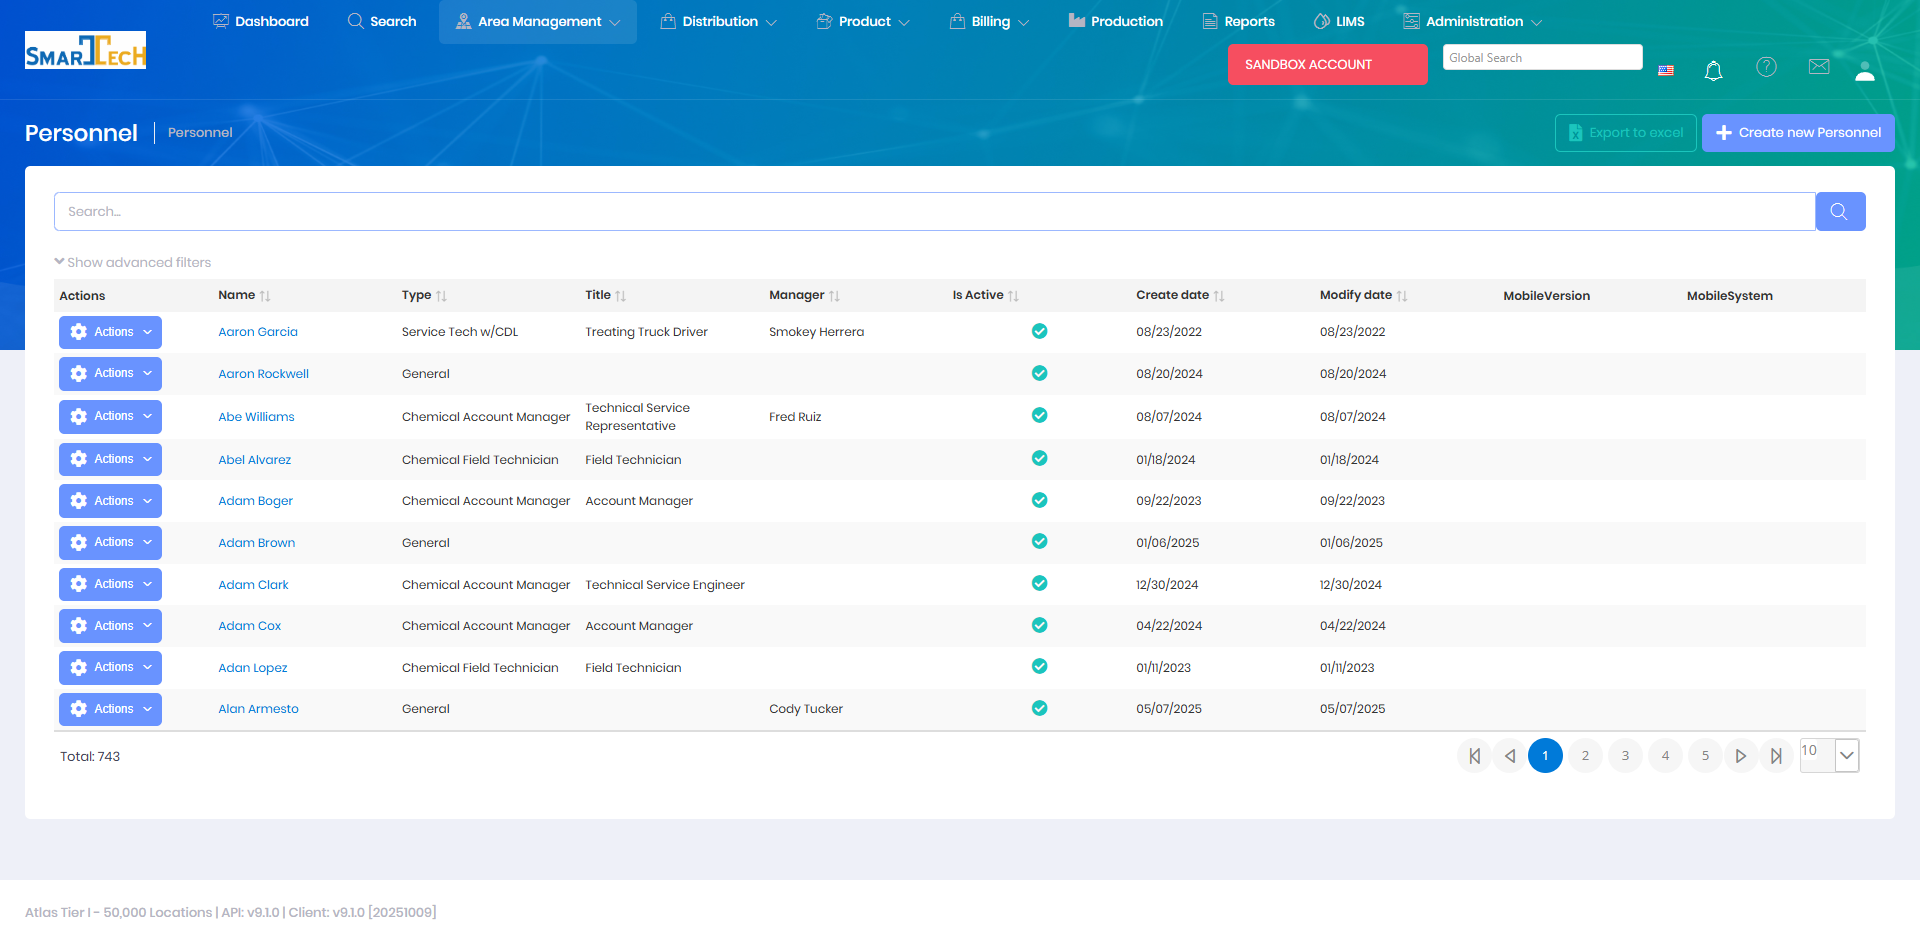 SmarTTech
Dashboard
Search
Area Management
Distribution
Product
Billing
Production
Reports
LIMS
Administration
SANDBOX ACCOUNT
Global Search
Personnel
Personnel
Export to excel
Create new Personnel
Search...
Show advanced filters
Actions Name Type Title Manager Is Active Create date Modify date MobileVersion MobileSystem
Actions Aaron Garcia Service Tech w/CDL Treating Truck Driver Smokey Herrera 08/23/2022 08/23/2022
Actions Aaron Rockwell General 08/20/2024 08/20/2024
Actions Abe Williams Chemical Account Manager Technical Service Representative Fred Ruiz 08/07/2024 08/07/2024
Actions Abel Alvarez Chemical Field Technician Field Technician 01/18/2024 01/18/2024
Actions Adam Boger Chemical Account Manager Account Manager 09/22/2023 09/22/2023
Actions Adam Brown General 01/06/2025 01/06/2025
Actions Adam Clark Chemical Account Manager Technical Service Engineer 12/30/2024 12/30/2024
Actions Adam Cox Chemical Account Manager Account Manager 04/22/2024 04/22/2024
Actions Adan Lopez Chemical Field Technician Field Technician 01/11/2023 01/11/2023
Actions Alan Armesto General Cody Tucker 05/07/2025 05/07/2025
Total: 743
1 2 3 4 5 10
Atlas Tier I - 50,000 Locations | API: v9.1.0 | Client: v9.1.0 [20251009]